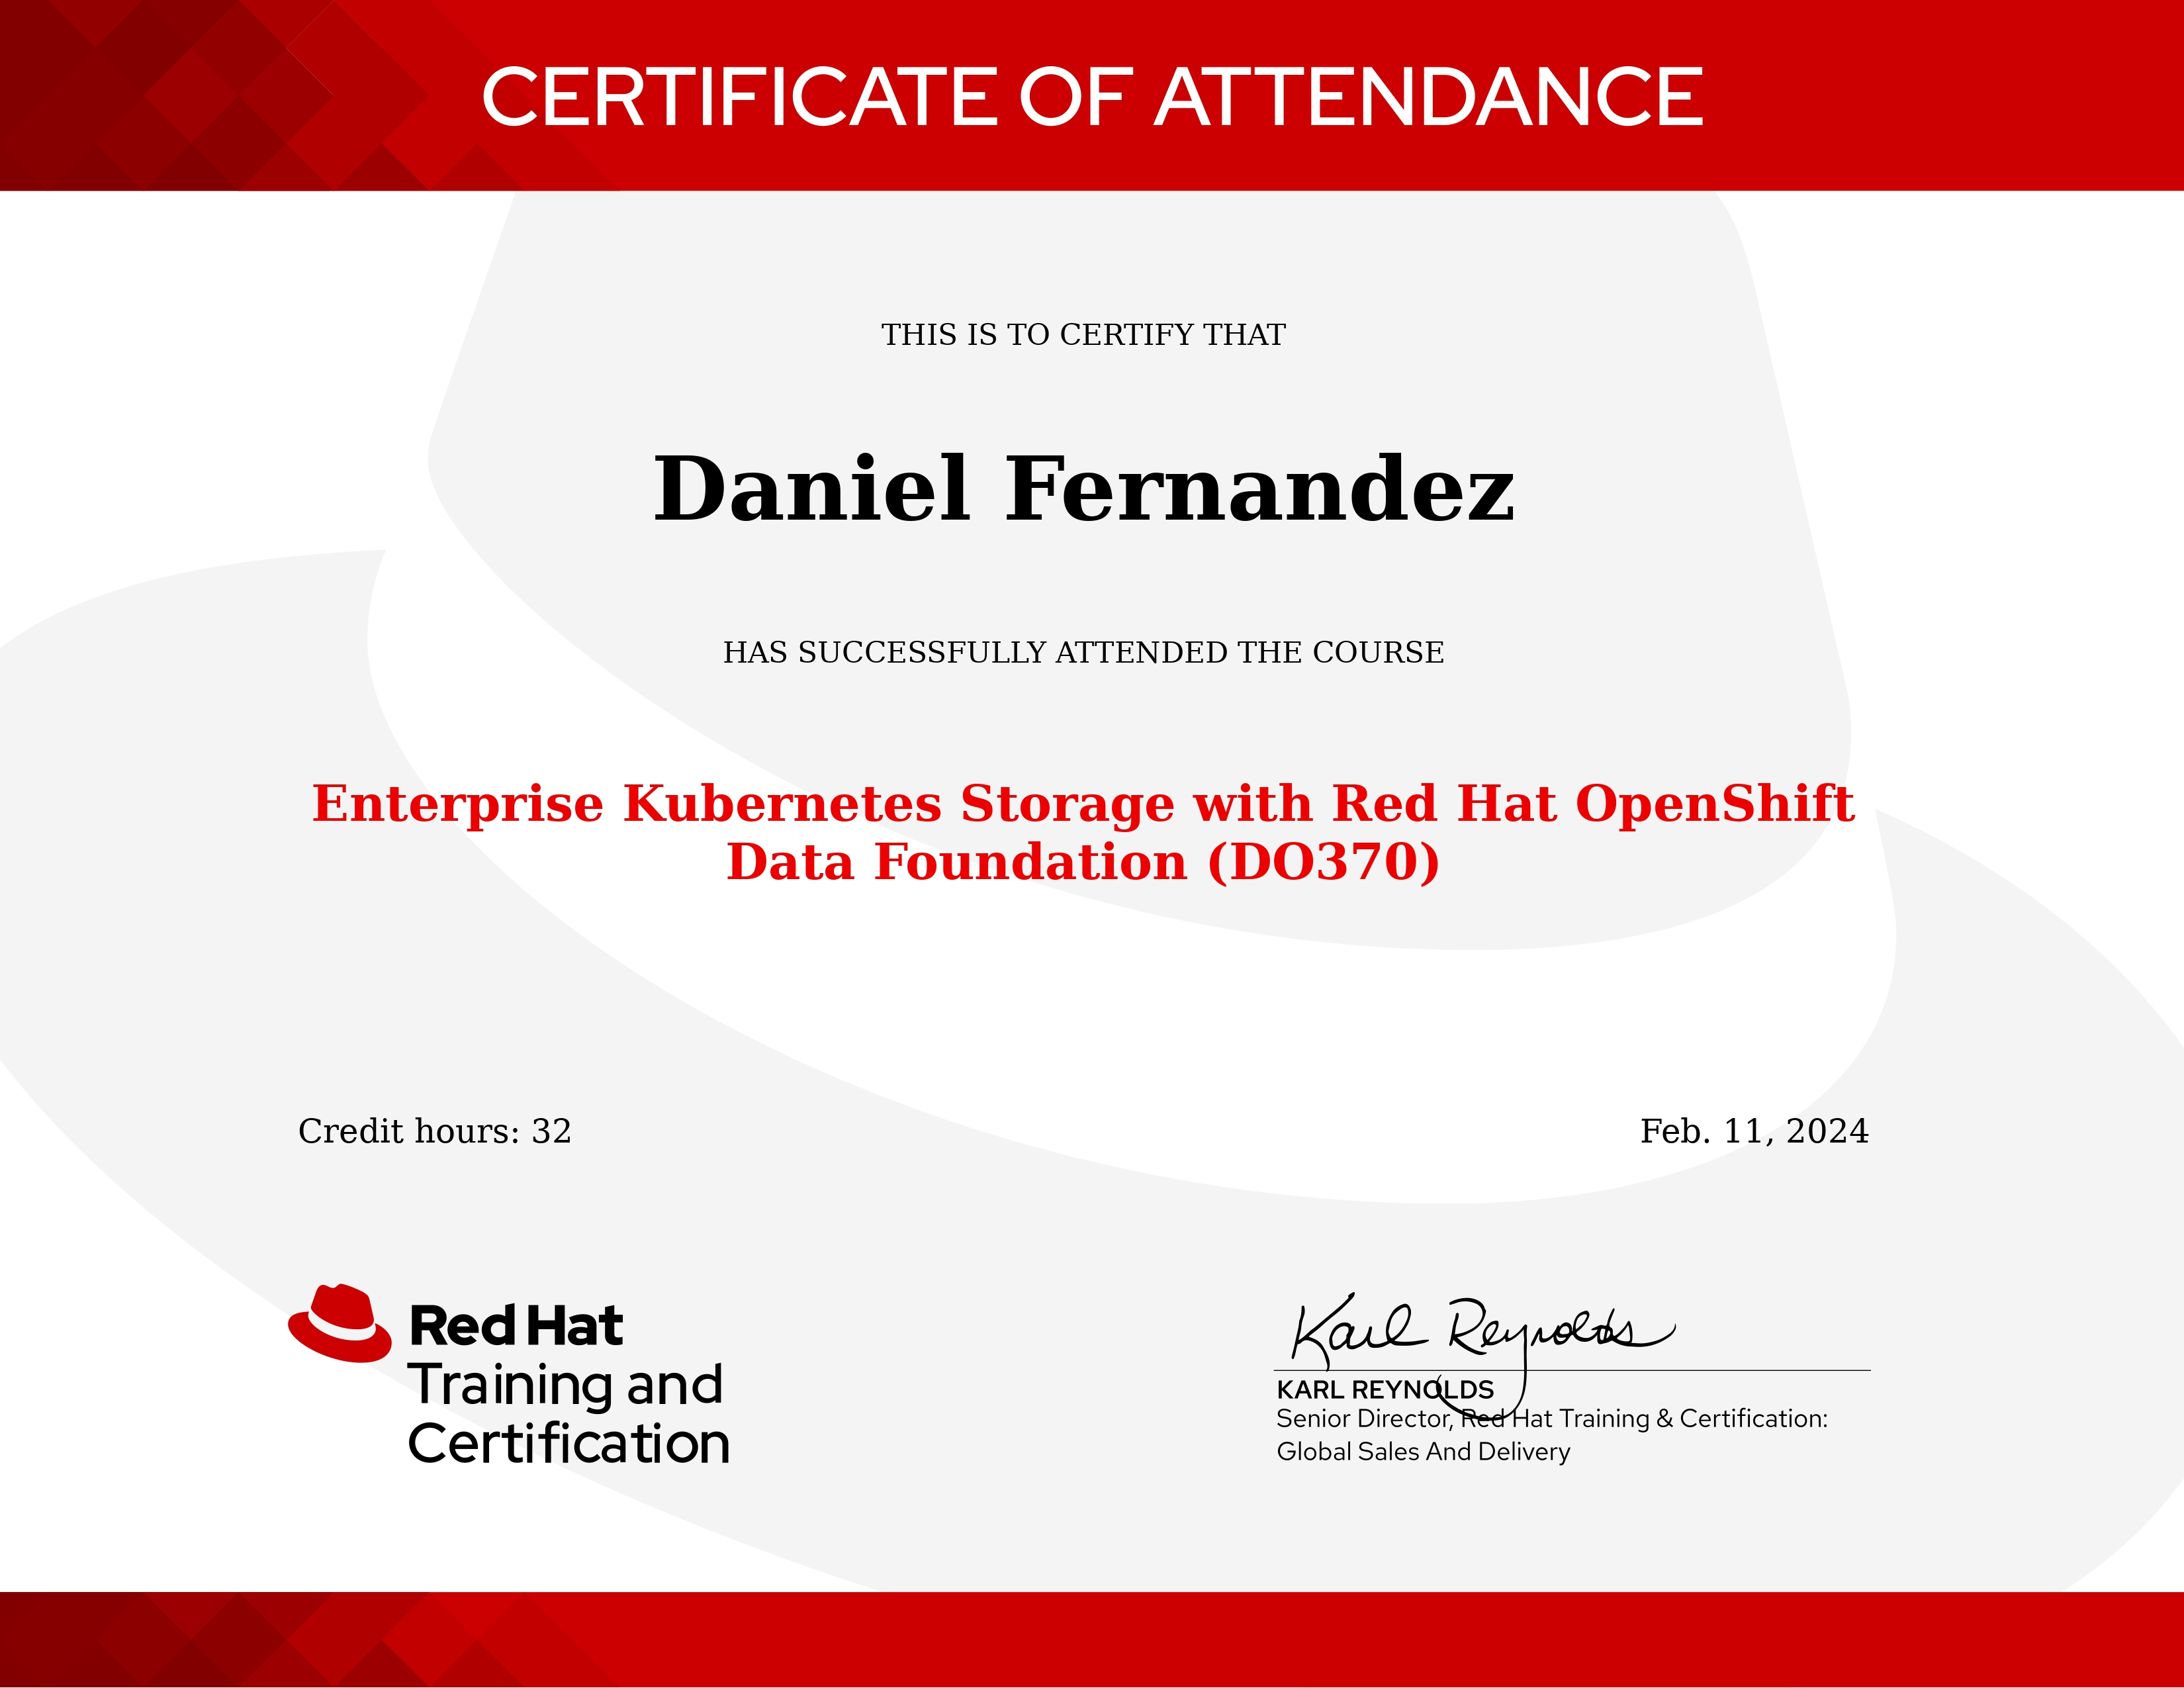 CERTIFICATE OF ATTENDANCE
THIS IS TO CERTIFY THAT
Daniel Fernandez
HAS SUCCESSFULLY ATTENDED THE COURSE
Enterprise Kubernetes Storage with Red Hat OpenShift
Data Foundation (DO370)
Credit hours: 32
Feb. 11, 2024
Red Hat
Training and
Certification
Karl Reynolds
KARL REYNOLDS
Senior Director, Red Hat Training & Certification:
Global Sales And Delivery